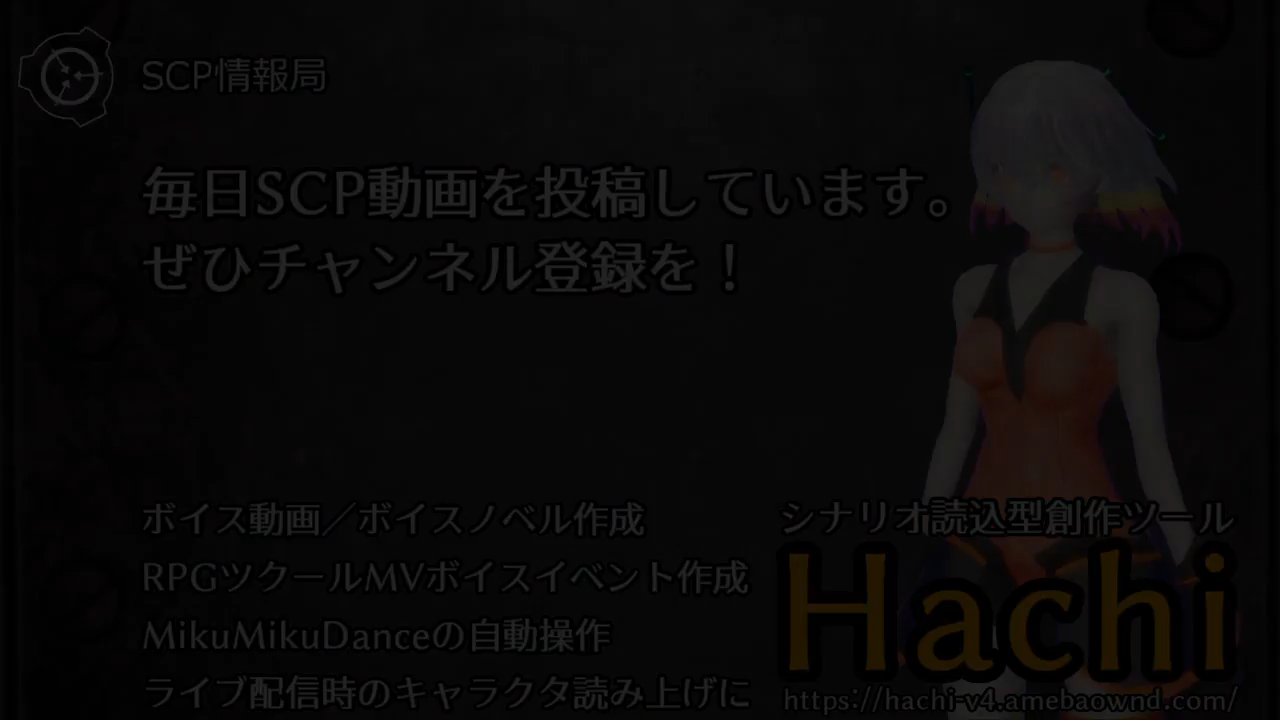 SCP情報局
毎日SCP動画を投稿しています。
ぜひチャンネル登録を！
ボイス動画／ボイスノベル作成
RPGツクールMVボイスイベント作成
MikuMikuDanceの自動操作
ライブ配信時のキャラクタ読み上げに
シナリオ読込型創作ツール
Hachi
https://hachi-v4.amebaownd.com/